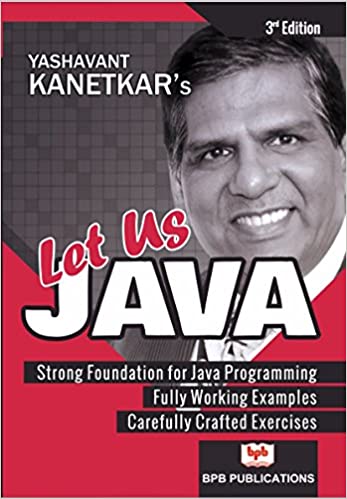 3rd Edition
YASHAVANT
KANETKAR's
Let Us
JAVA
Strong Foundation for Java Programming
Fully Working Examples
Carefully Crafted Exercises
bpb
BPB PUBLICATIONS